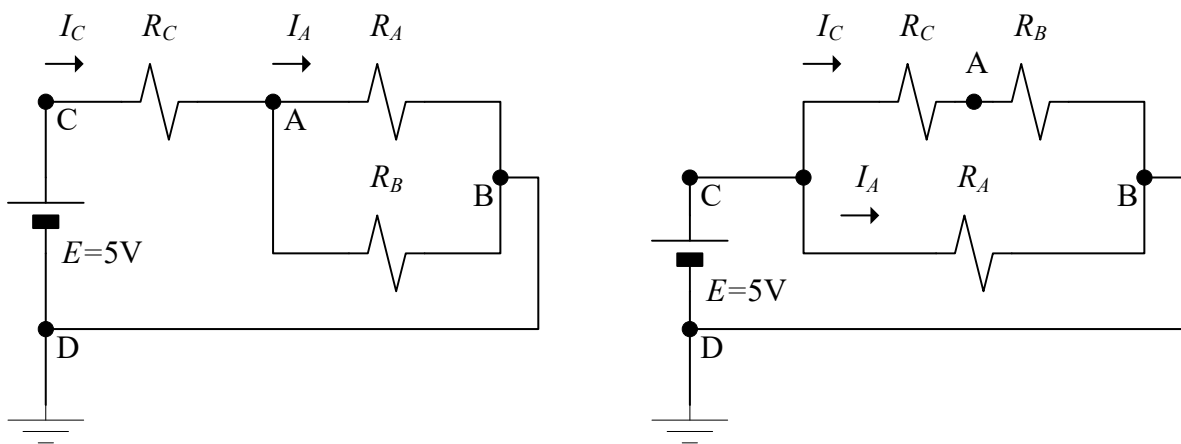 I_C R_C I_A R_A
C A
R_B
B
E=5V
D
I_C R_C A R_B
C I_A R_A B
E=5V
D